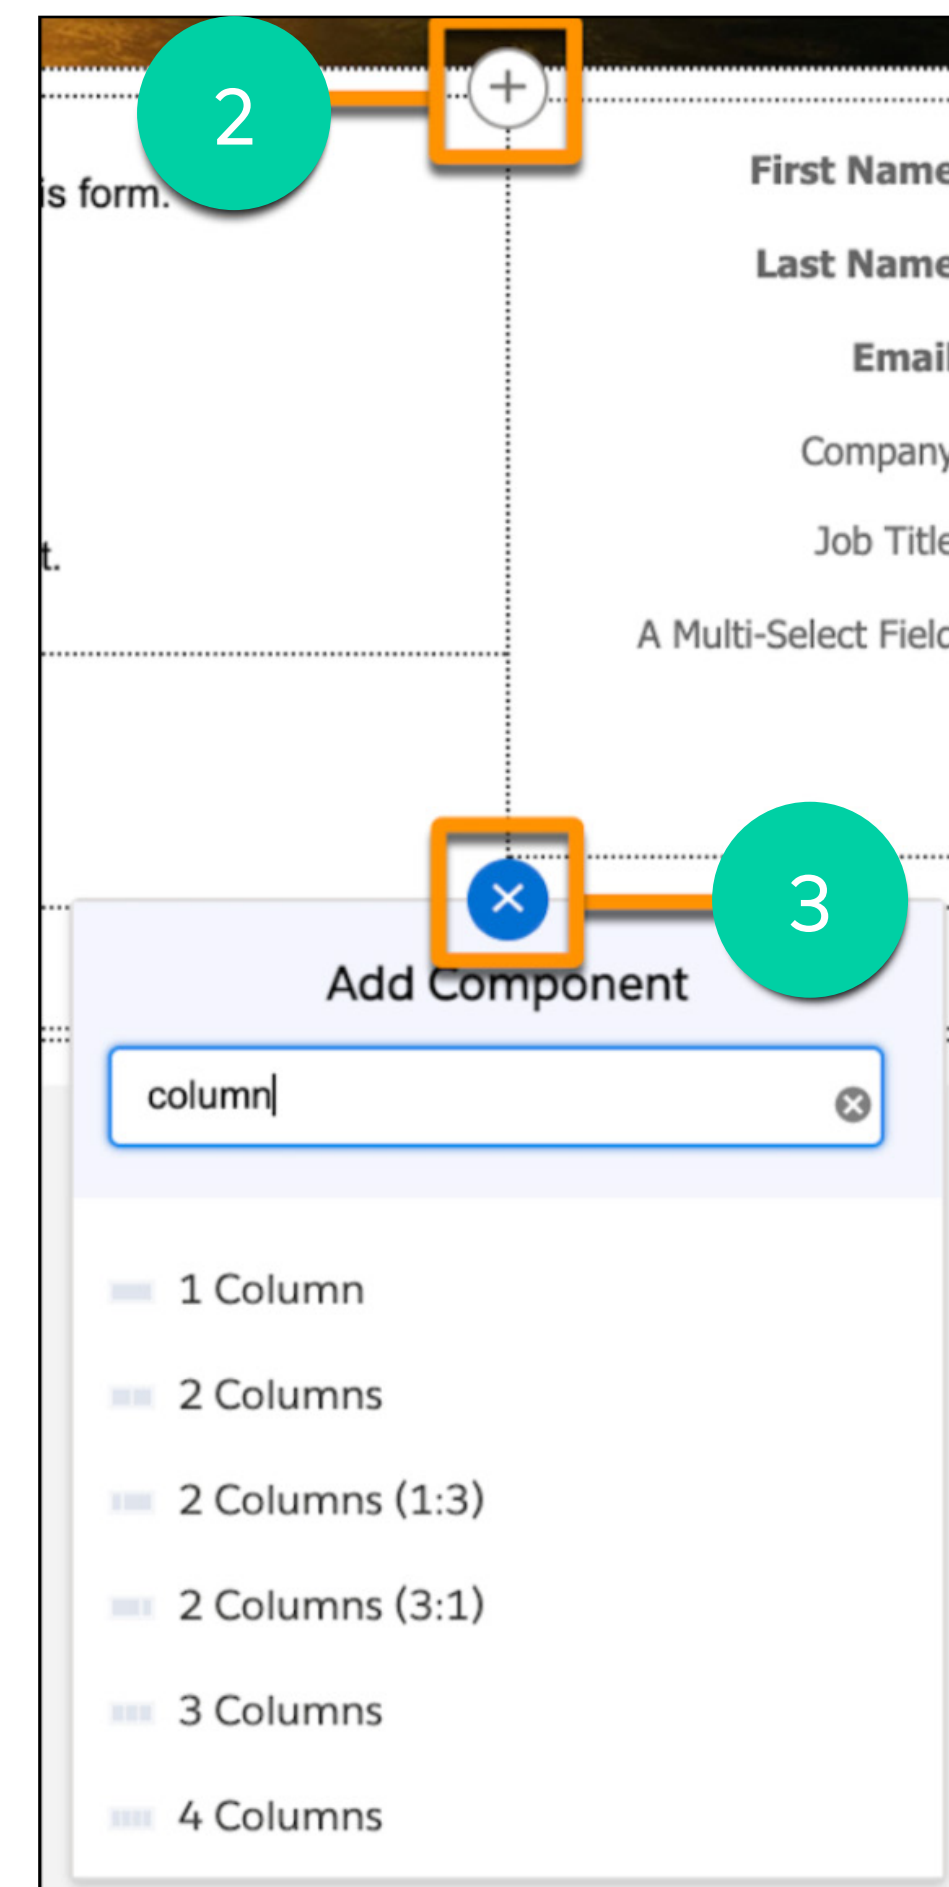 2
First Name
is form.
Last Name
Email
Company
Job Title
t.
A Multi-Select Field
3
Add Component
column
1 Column
2 Columns
2 Columns (1:3)
2 Columns (3:1)
3 Columns
4 Columns